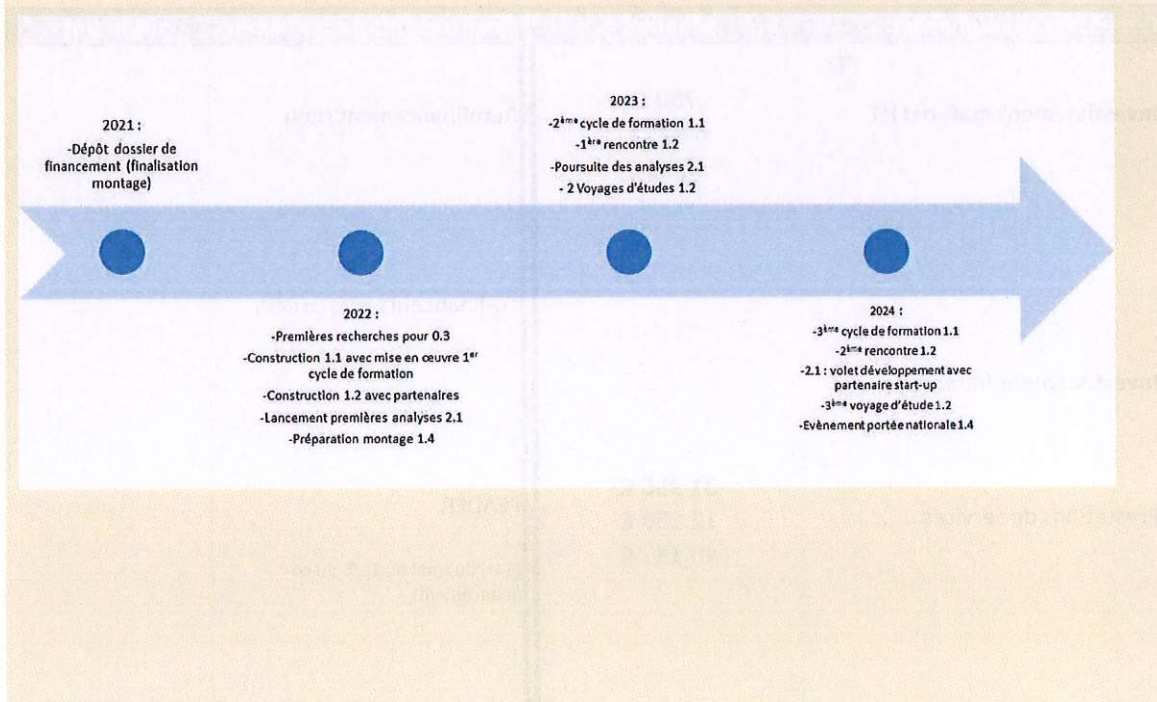 2021 :
-Dépôt dossier de
financement (finalisation
montage)
2022 :
-Premières recherches pour 0.3
-Construction 1.1 avec mise en œuvre 1er
cycle de formation
-Construction 1.2 avec partenaires
-Lancement premières analyses 2.1
-Préparation montage 1.4
2023 :
-2ème cycle de formation 1.1
-1ère rencontre 1.2
-Poursuite des analyses 2.1
- 2 Voyages d'études 1.2
2024 :
-3ème cycle de formation 1.1
-2ème rencontre 1.2
-2.1 : volet développement avec
partenaire start-up
-3ème voyage d'étude 1.2
-Evènement portée nationale 1.4